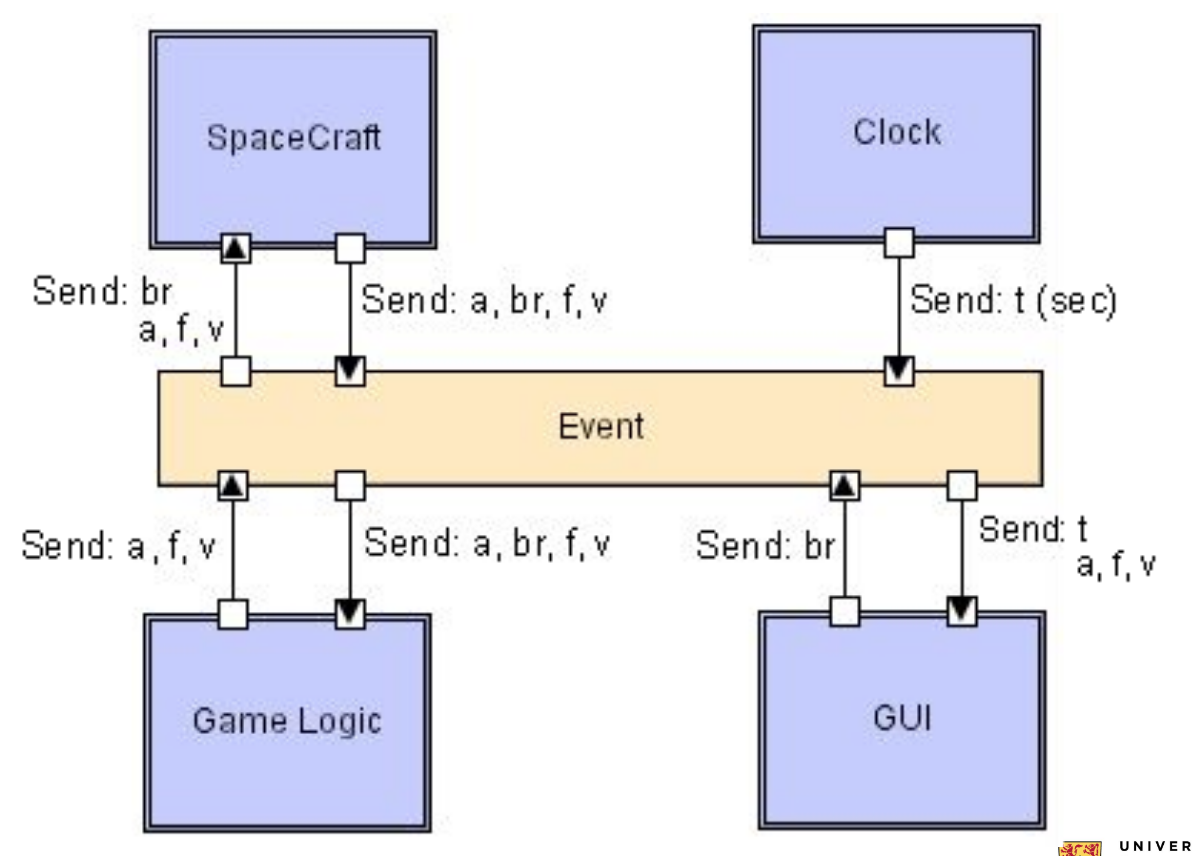 SpaceCraft
Clock
Send: br
a, f, v
Send: a, br, f, v
Send: t (sec)
Event
Send: a, f, v
Send: a, br, f, v
Send: br
Send: t
a, f, v
Game Logic
GUI
UNIVER